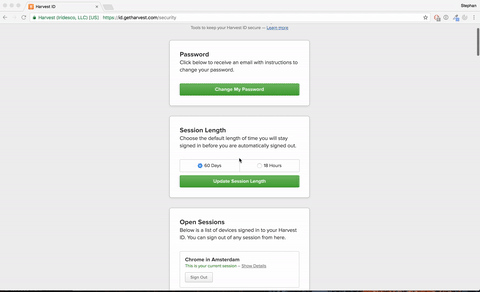 Harvest ID
Stephan
Harvest (Iridesco, LLC) [US] https://id.getharvest.com/security
Tools to keep your Harvest ID secure — Learn more
Password
Click below to receive an email with instructions to
change your password.
Change My Password
Session Length
Choose the default length of time you will stay
signed in before you are automatically signed out.
60 Days
18 Hours
Update Session Length
Open Sessions
Below is a list of devices signed in to your Harvest
ID. You can sign out of any session from here.
Chrome in Amsterdam
This is your current session – Show Details
Sign Out